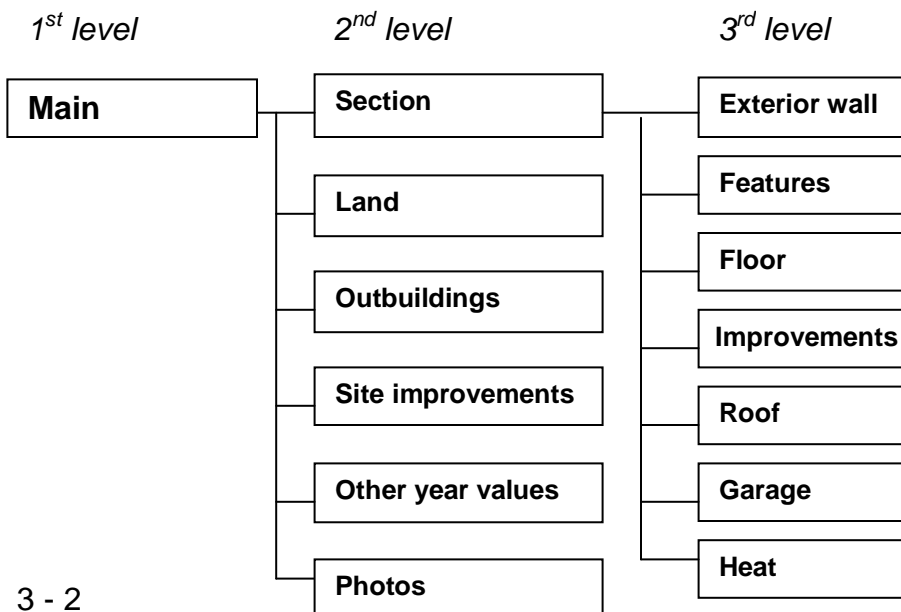 1st level
2nd level
3rd level
Main
Section
Exterior wall
Land
Features
Outbuildings
Floor
Site improvements
Improvements
Other year values
Roof
Photos
Garage
Heat
3 - 2